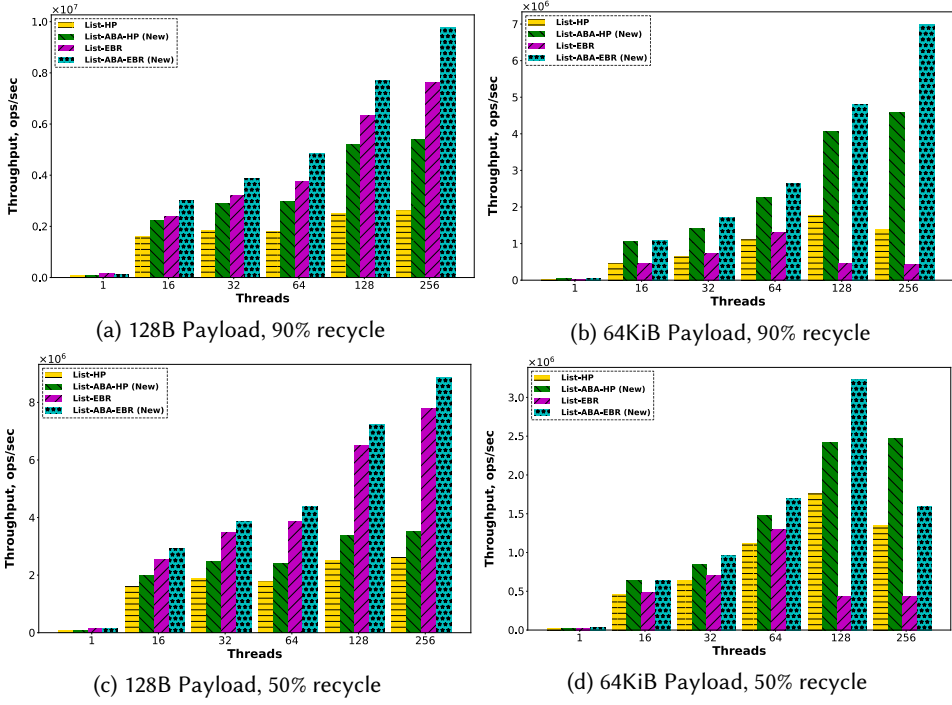 ×10⁷
1.0
0.8
0.6
0.4
0.2
0.0
Throughput, ops/sec
List-HP
List-ABA-HP (New)
List-EBR
List-ABA-EBR (New)
1 16 32 64 128 256
Threads
(a) 128B Payload, 90% recycle
×10⁶
7
6
5
4
3
2
1
0
Throughput, ops/sec
List-HP
List-ABA-HP (New)
List-EBR
List-ABA-EBR (New)
1 16 32 64 128 256
Threads
(b) 64KiB Payload, 90% recycle
×10⁶
8
6
4
2
0
Throughput, ops/sec
List-HP
List-ABA-HP (New)
List-EBR
List-ABA-EBR (New)
1 16 32 64 128 256
Threads
(c) 128B Payload, 50% recycle
×10⁶
3.0
2.5
2.0
1.5
1.0
0.5
0.0
Throughput, ops/sec
List-HP
List-ABA-HP (New)
List-EBR
List-ABA-EBR (New)
1 16 32 64 128 256
Threads
(d) 64KiB Payload, 50% recycle